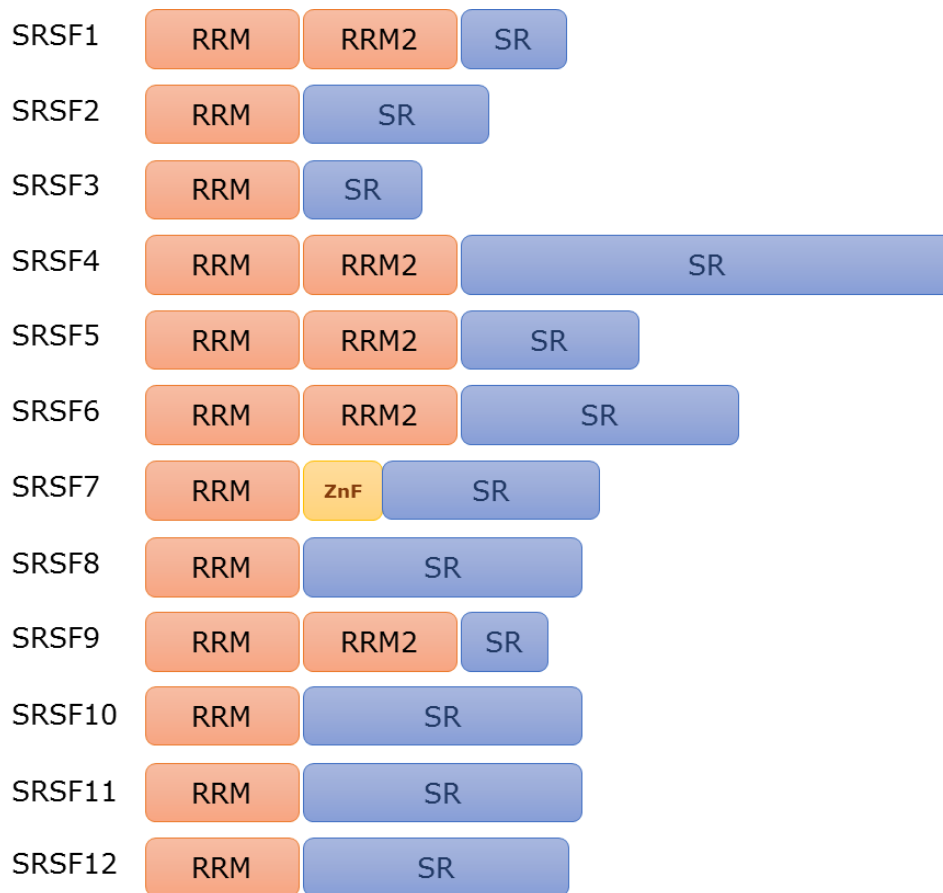 SRSF1 RRM RRM2 SR
SRSF2 RRM SR
SRSF3 RRM SR
SRSF4 RRM RRM2 SR
SRSF5 RRM RRM2 SR
SRSF6 RRM RRM2 SR
SRSF7 RRM ZnF SR
SRSF8 RRM SR
SRSF9 RRM RRM2 SR
SRSF10 RRM SR
SRSF11 RRM SR
SRSF12 RRM SR